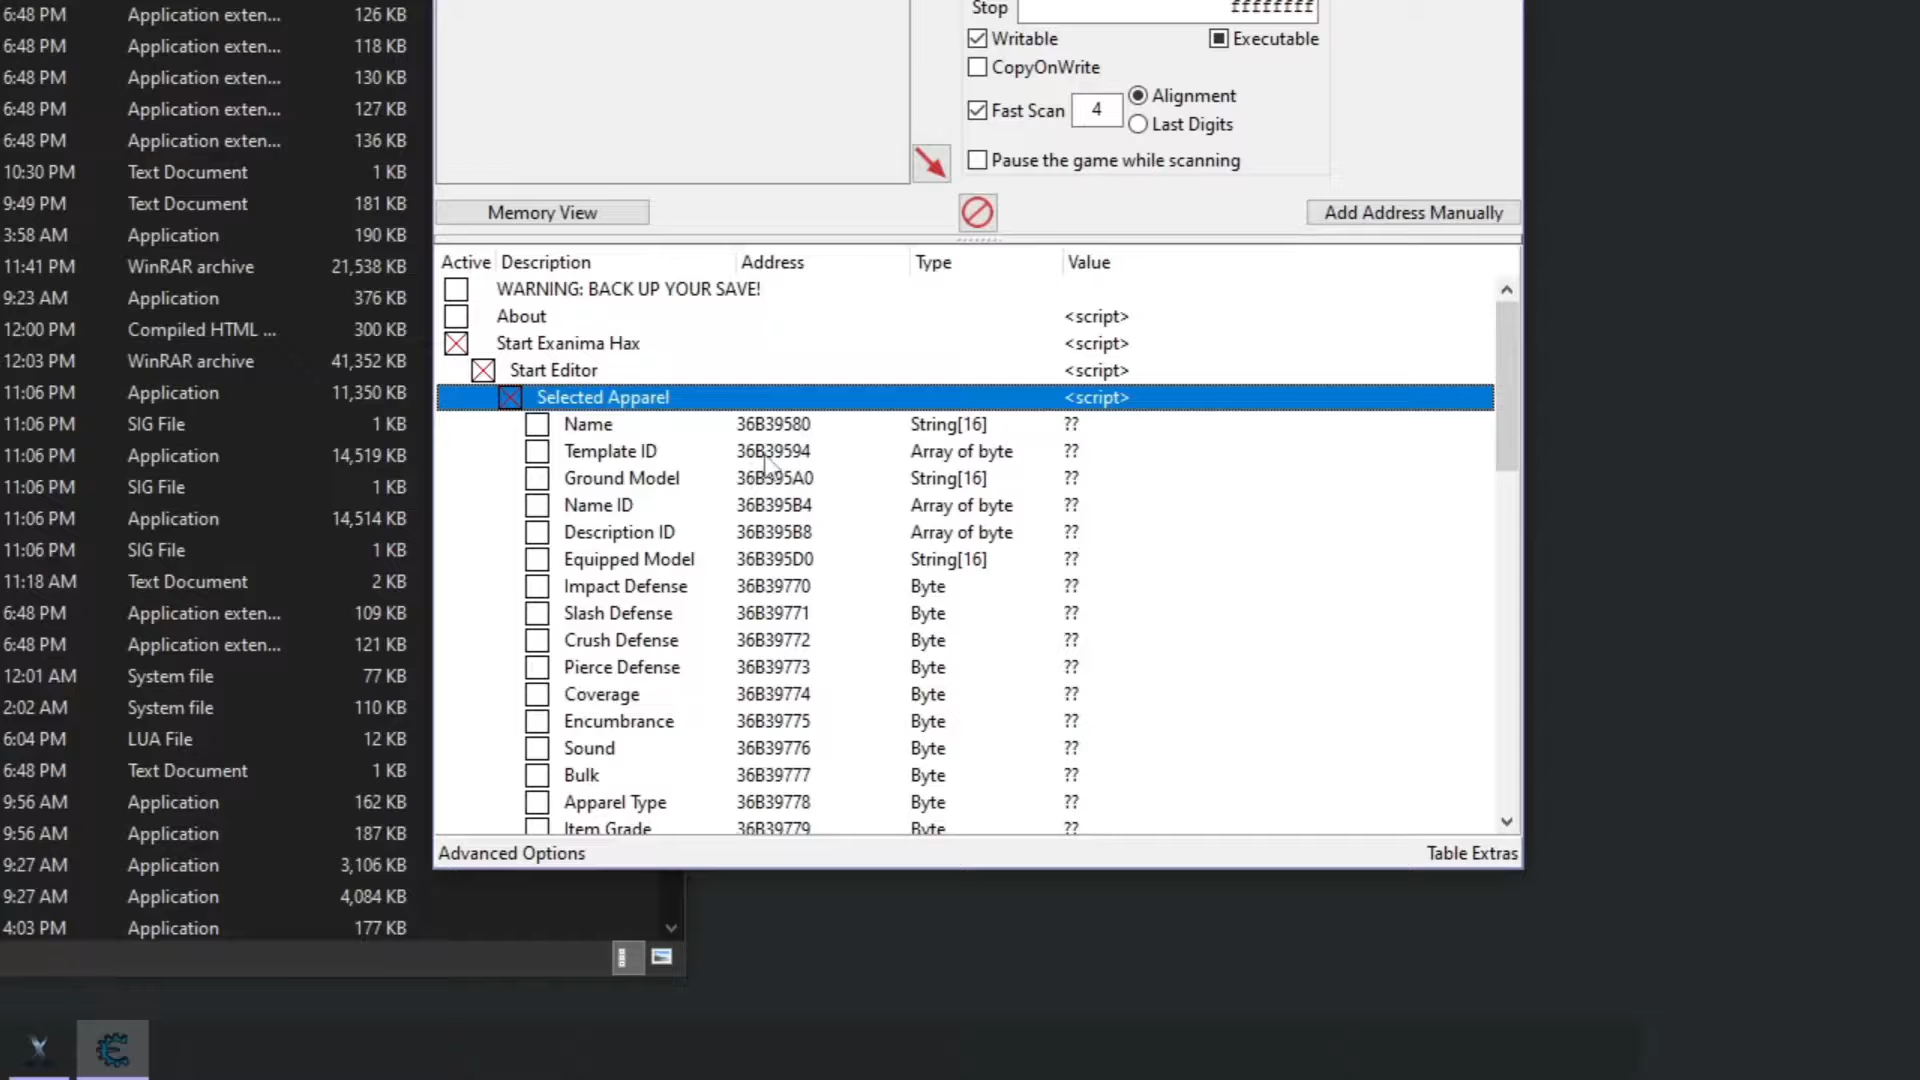 6:48 PM Application exten... 126 KB
6:48 PM Application exten... 118 KB
6:48 PM Application exten... 130 KB
6:48 PM Application exten... 127 KB
6:48 PM Application exten... 136 KB
10:30 PM Text Document 1 KB
9:49 PM Text Document 181 KB
3:58 AM Application 190 KB
11:41 PM WinRAR archive 21,538 KB
9:23 AM Application 376 KB
12:00 PM Compiled HTML ... 300 KB
12:03 PM WinRAR archive 41,352 KB
11:06 PM Application 11,350 KB
11:06 PM SIG File 1 KB
11:06 PM Application 14,519 KB
11:06 PM SIG File 1 KB
11:06 PM Application 14,514 KB
11:06 PM SIG File 1 KB
11:18 AM Text Document 2 KB
6:48 PM Application exten... 109 KB
6:48 PM Application exten... 121 KB
12:01 AM System file 77 KB
2:02 AM System file 110 KB
6:04 PM LUA File 12 KB
6:48 PM Text Document 1 KB
9:56 AM Application 162 KB
9:56 AM Application 187 KB
9:27 AM Application 3,106 KB
9:27 AM Application 4,084 KB
4:03 PM Application 177 KB
Stop ffffffff
Writable Executable
CopyOnWrite
Fast Scan 4 Alignment
Last Digits
Pause the game while scanning
Memory View Add Address Manually
Active Description Address Type Value
WARNING: BACK UP YOUR SAVE!
About <script>
Start Exanima Hax <script>
Start Editor <script>
Selected Apparel <script>
Name 36B39580 String[16] ??
Template ID 36B39594 Array of byte ??
Ground Model 36B395A0 String[16] ??
Name ID 36B395B4 Array of byte ??
Description ID 36B395B8 Array of byte ??
Equipped Model 36B395D0 String[16] ??
Impact Defense 36B39770 Byte ??
Slash Defense 36B39771 Byte ??
Crush Defense 36B39772 Byte ??
Pierce Defense 36B39773 Byte ??
Coverage 36B39774 Byte ??
Encumbrance 36B39775 Byte ??
Sound 36B39776 Byte ??
Bulk 36B39777 Byte ??
Apparel Type 36B39778 Byte ??
Item Grade 36B39779 Byte ??
Advanced Options Table Extras